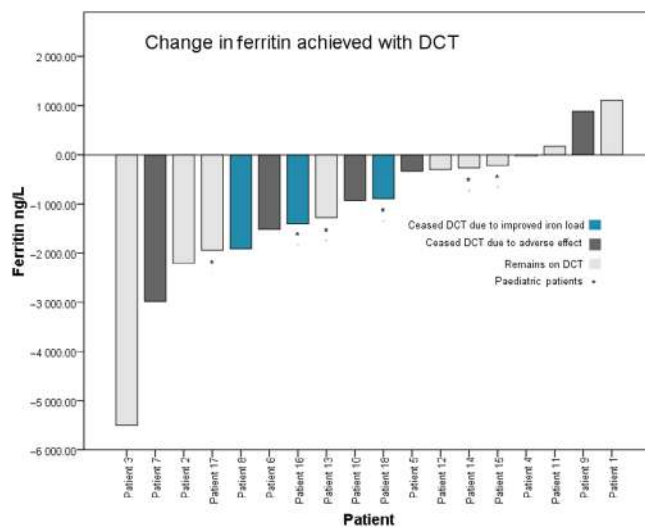 Change in ferritin achieved with DCT
2 000.00
1 000.00
0.00
−1 000.00
−2 000.00
−3 000.00
−4 000.00
−5 000.00
−6 000.00
Ferritin ng/L
Ceased DCT due to improved iron load
Ceased DCT due to adverse effect
Remains on DCT
Paediatric patients *
Patient 3
Patient 7
Patient 2
Patient 17
Patient 8
Patient 6
Patient 16
Patient 13
Patient 10
Patient 18
Patient 5
Patient 12
Patient 14
Patient 15
Patient 4
Patient 11
Patient 9
Patient 1
Patient